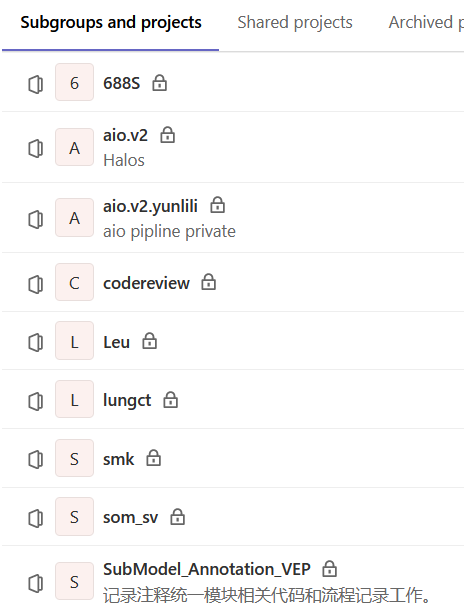 Subgroups and projects Shared projects Archived p
6 688S
A aio.v2
Halos
A aio.v2.yunlili
aio pipline private
C codereview
L Leu
L lungct
S smk
S som_sv
S SubModel_Annotation_VEP
记录注释统一模块相关代码和流程记录工作。